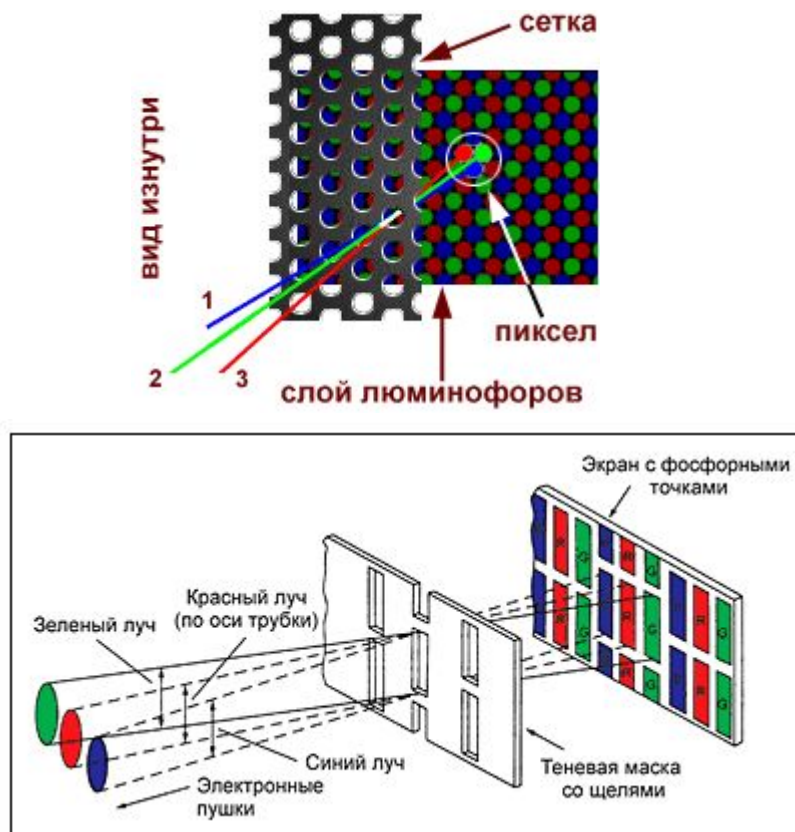 сетка
вид изнутри
1
2
3
пиксел
слой люминофоров
Экран с фосфорными
точками
Красный луч
(по оси трубки)
Зеленый луч
R
G
R
G
R
R
G
R
G
R
R
G
Синий луч
Электронные
пушки
Теневая маска
со щелями